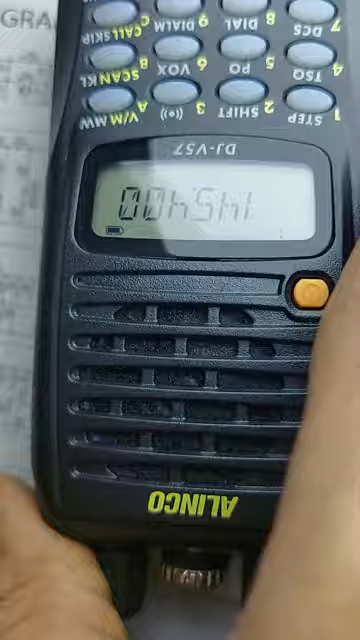 ALINCO
145400
DJ-V57
1 STEP 2 SHIFT 3 A V/M MW
TSQ 5 PO 6 VOX B SCAN KL
7 DCS 8 DIAL 9 DIALM C CALL SKIP
GRA